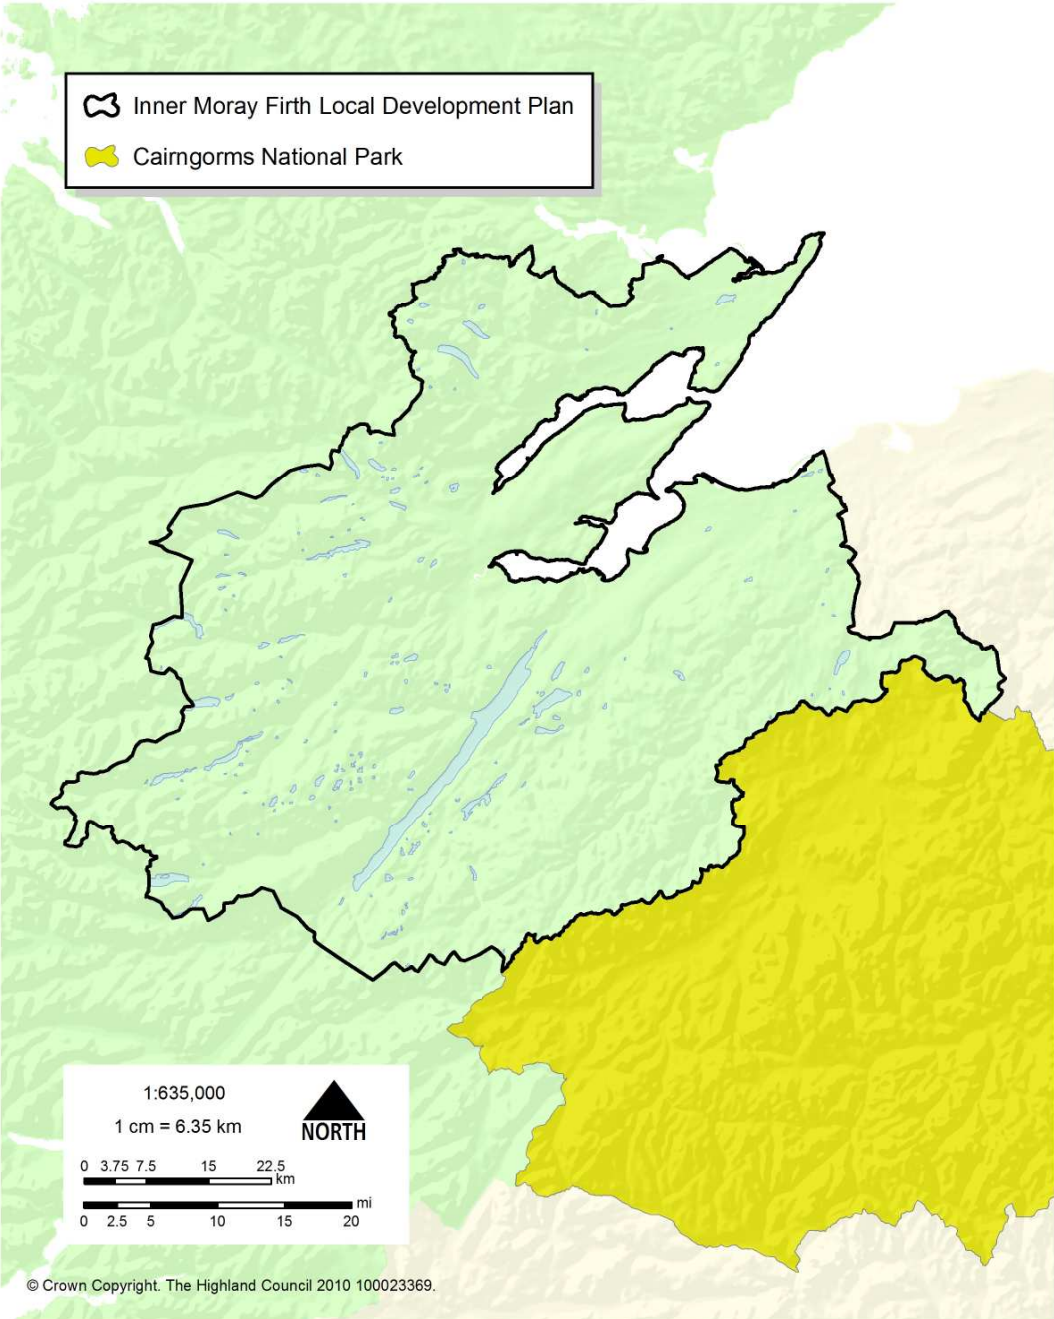 Inner Moray Firth Local Development Plan
Cairngorms National Park
1:635,000
1 cm = 6.35 km
NORTH
0 3.75 7.5 15 22.5
km
mi
0 2.5 5 10 15 20
© Crown Copyright. The Highland Council 2010 100023369.